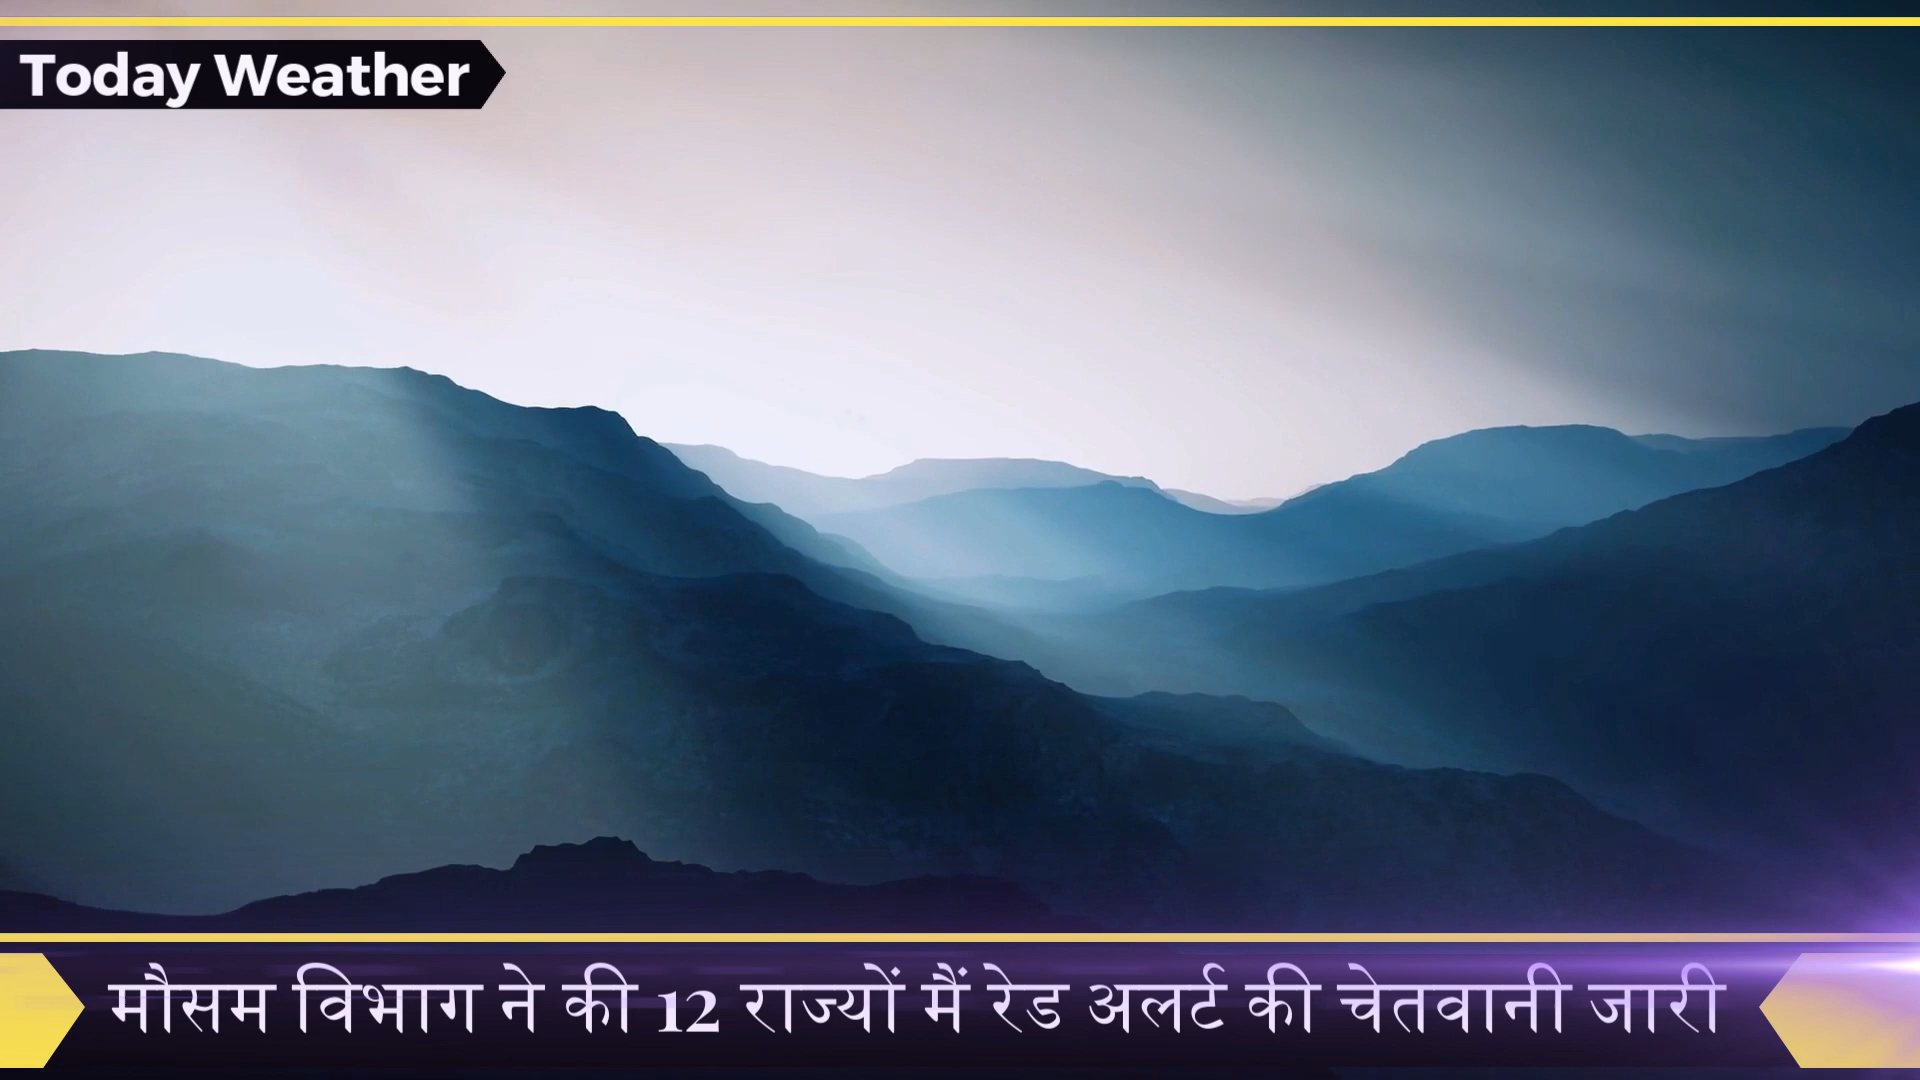 Today Weather
मौसम विभाग ने की 12 राज्यों मैं रेड अलर्ट की चेतवानी जारी